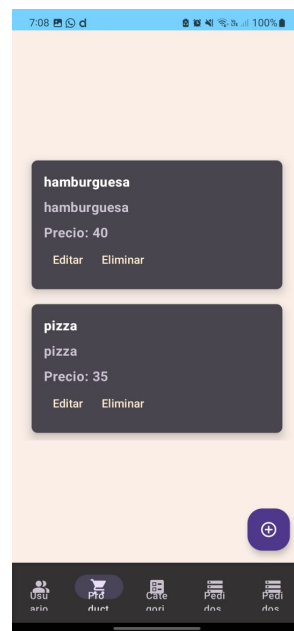 7:08 100%
hamburguesa
hamburguesa
Precio: 40
Editar Eliminar
pizza
pizza
Precio: 35
Editar Eliminar
Usu Pro Cate Pedi Pedi
ario duct gori dos dos